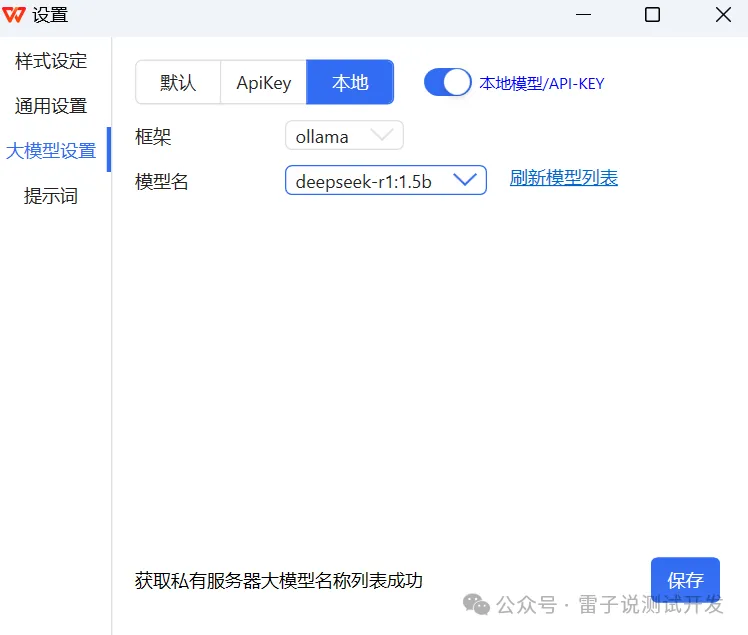 设置
样式设定
通用设置
大模型设置
提示词
默认 ApiKey 本地 本地模型/API-KEY
框架 ollama
模型名 deepseek-r1:1.5b 刷新模型列表
获取私有服务器大模型名称列表成功
保存
公众号 · 雷子说测试开发